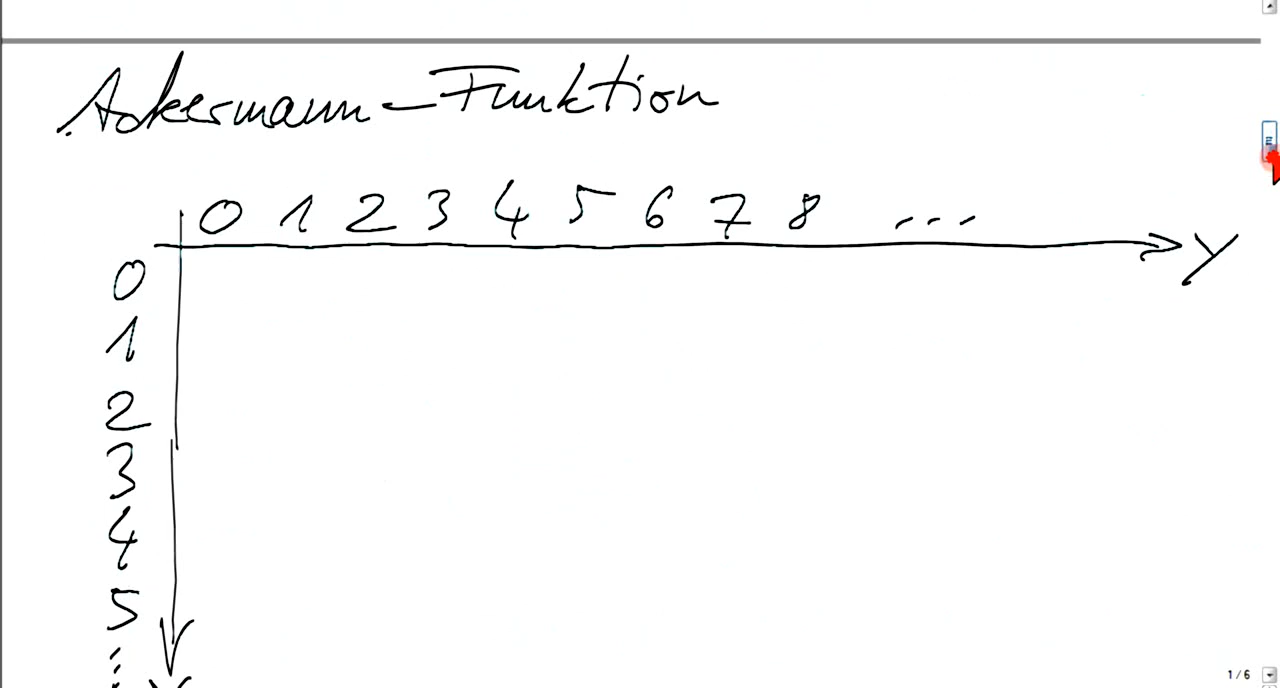 Ackermann-Funktion
0 1 2 3 4 5 6 7 8 ...
y
0
1
2
3
4
5
⋮
1 / 6